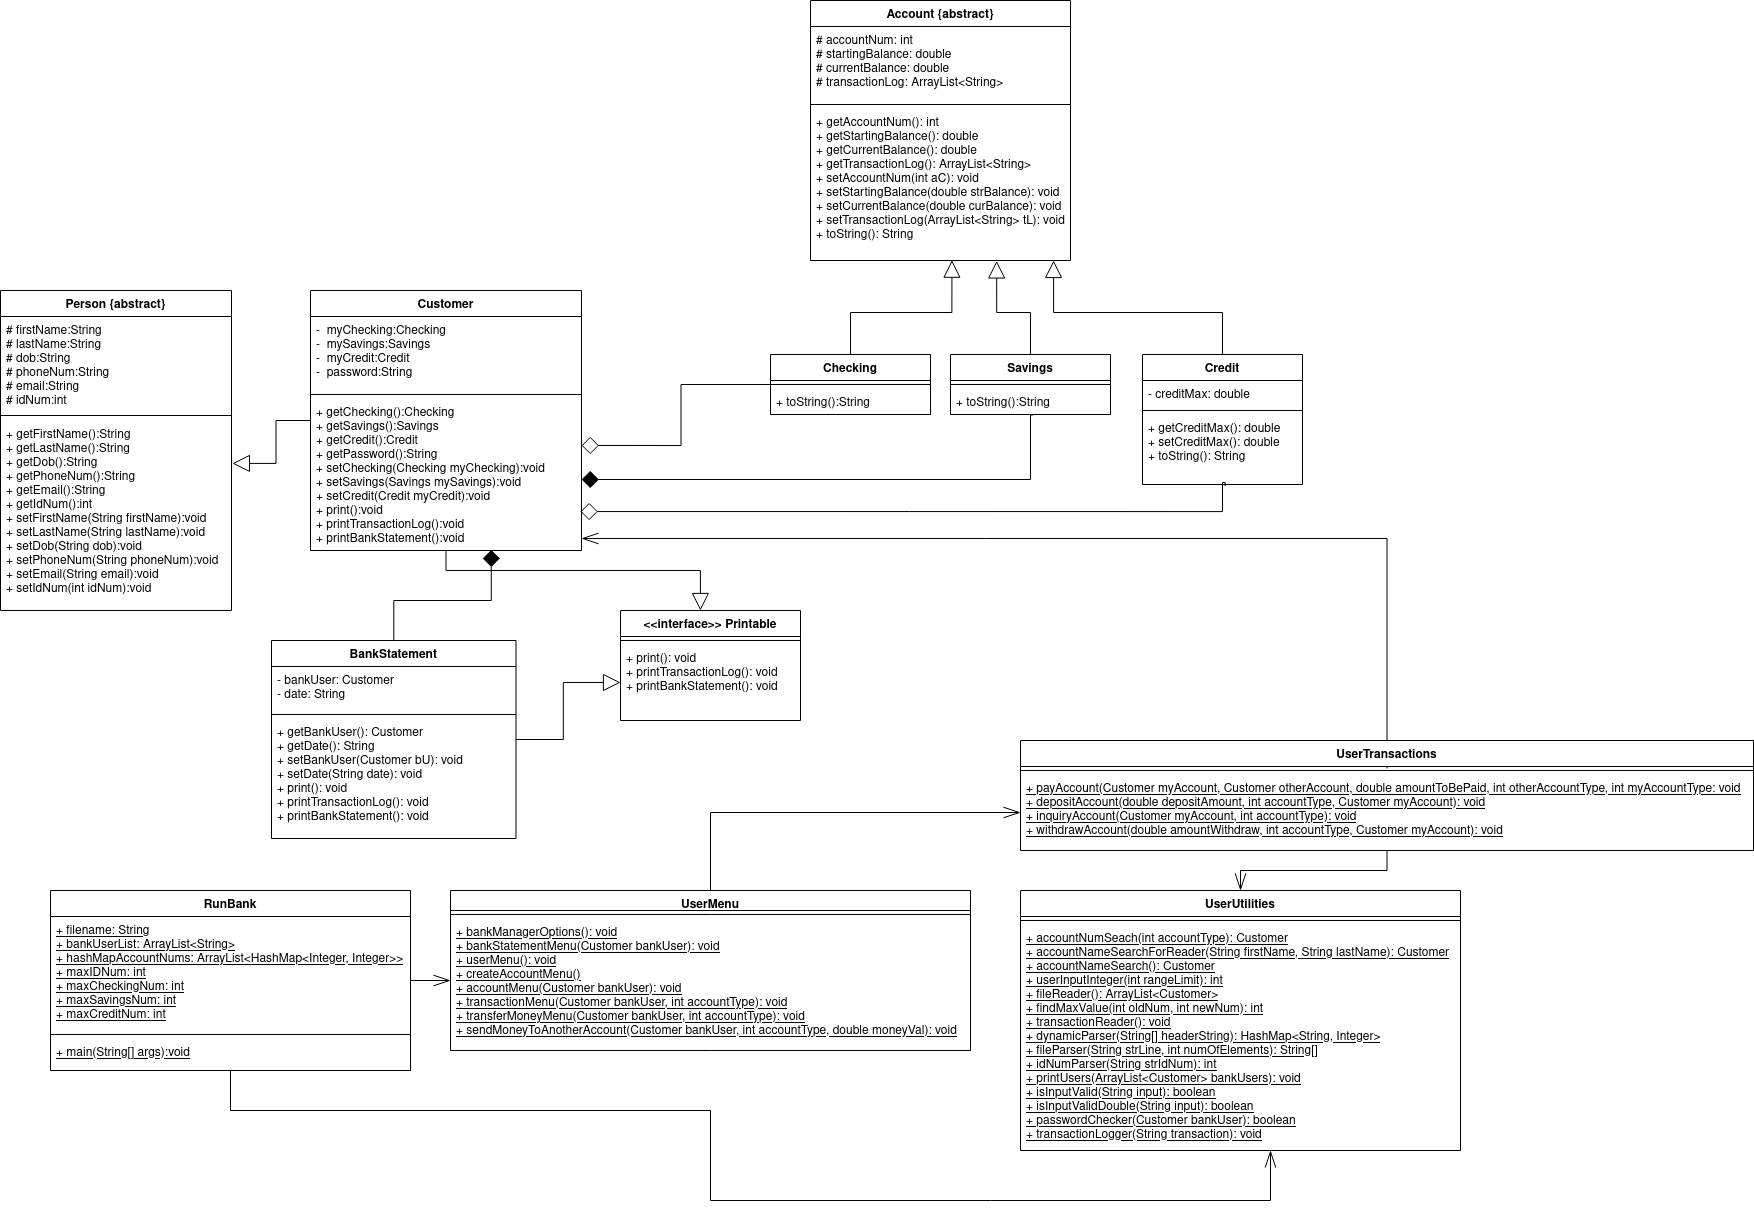 Account {abstract}
# accountNum: int
# startingBalance: double
# currentBalance: double
# transactionLog: ArrayList<String>
+ getAccountNum(): int
+ getStartingBalance(): double
+ getCurrentBalance(): double
+ getTransactionLog(): ArrayList<String>
+ setAccountNum(int aC): void
+ setStartingBalance(double strBalance): void
+ setCurrentBalance(double curBalance): void
+ setTransactionLog(ArrayList<String> tL): void
+ toString(): String
Person {abstract}
# firstName:String
# lastName:String
# dob:String
# phoneNum:String
# email:String
# idNum:int
+ getFirstName():String
+ getLastName():String
+ getDob():String
+ getPhoneNum():String
+ getEmail():String
+ getIdNum():int
+ setFirstName(String firstName):void
+ setLastName(String lastName):void
+ setDob(String dob):void
+ setPhoneNum(String phoneNum):void
+ setEmail(String email):void
+ setIdNum(int idNum):void
Customer
- myChecking:Checking
- mySavings:Savings
- myCredit:Credit
- password:String
+ getChecking():Checking
+ getSavings():Savings
+ getCredit():Credit
+ getPassword():String
+ setChecking(Checking myChecking):void
+ setSavings(Savings mySavings):void
+ setCredit(Credit myCredit):void
+ print():void
+ printTransactionLog():void
+ printBankStatement():void
Checking
+ toString():String
Savings
+ toString():String
Credit
- creditMax: double
+ getCreditMax(): double
+ setCreditMax(): double
+ toString(): String
<<interface>> Printable
+ print(): void
+ printTransactionLog(): void
+ printBankStatement(): void
BankStatement
- bankUser: Customer
- date: String
+ getBankUser(): Customer
+ getDate(): String
+ setBankUser(Customer bU): void
+ setDate(String date): void
+ print(): void
+ printTransactionLog(): void
+ printBankStatement(): void
UserTransactions
+ payAccount(Customer myAccount, Customer otherAccount, double amountToBePaid, int otherAccountType, int myAccountType: void
+ depositAccount(double depositAmount, int accountType, Customer myAccount): void
+ inquiryAccount(Customer myAccount, int accountType): void
+ withdrawAccount(double amountWithdraw, int accountType, Customer myAccount): void
RunBank
+ filename: String
+ bankUserList: ArrayList<String>
+ hashMapAccountNums: ArrayList<HashMap<Integer, Integer>>
+ maxIDNum: int
+ maxCheckingNum: int
+ maxSavingsNum: int
+ maxCreditNum: int
+ main(String[] args):void
UserMenu
+ bankManagerOptions(): void
+ bankStatementMenu(Customer bankUser): void
+ userMenu(): void
+ createAccountMenu()
+ accountMenu(Customer bankUser): void
+ transactionMenu(Customer bankUser, int accountType): void
+ transferMoneyMenu(Customer bankUser, int accountType): void
+ sendMoneyToAnotherAccount(Customer bankUser, int accountType, double moneyVal): void
UserUtilities
+ accountNumSeach(int accountType): Customer
+ accountNameSearchForReader(String firstName, String lastName): Customer
+ accountNameSearch(): Customer
+ userInputInteger(int rangeLimit): int
+ fileReader(): ArrayList<Customer>
+ findMaxValue(int oldNum, int newNum): int
+ transactionReader(): void
+ dynamicParser(String[] headerString): HashMap<String, Integer>
+ fileParser(String strLine, int numOfElements): String[]
+ idNumParser(String strIdNum): int
+ printUsers(ArrayList<Customer> bankUsers): void
+ isInputValid(String input): boolean
+ isInputValidDouble(String input): boolean
+ passwordChecker(Customer bankUser): boolean
+ transactionLogger(String transaction): void